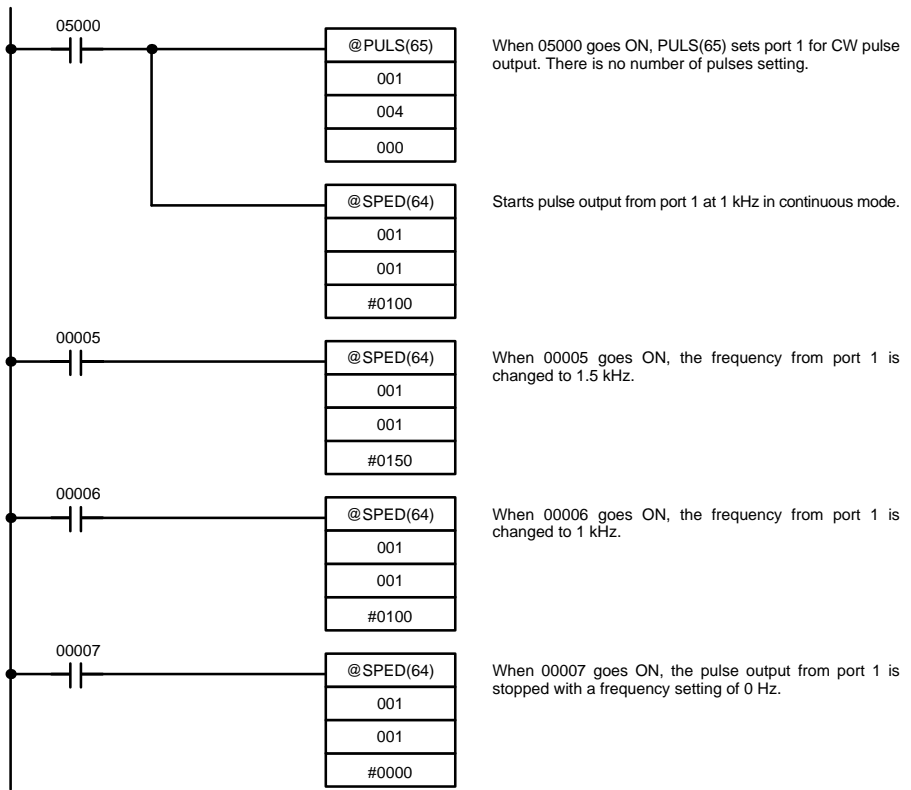 05000
@PULS(65)
001
004
000
When 05000 goes ON, PULS(65) sets port 1 for CW pulse
output. There is no number of pulses setting.
@SPED(64)
001
001
#0100
Starts pulse output from port 1 at 1 kHz in continuous mode.
00005
@SPED(64)
001
001
#0150
When 00005 goes ON, the frequency from port 1 is
changed to 1.5 kHz.
00006
@SPED(64)
001
001
#0100
When 00006 goes ON, the frequency from port 1 is
changed to 1 kHz.
00007
@SPED(64)
001
001
#0000
When 00007 goes ON, the pulse output from port 1 is
stopped with a frequency setting of 0 Hz.